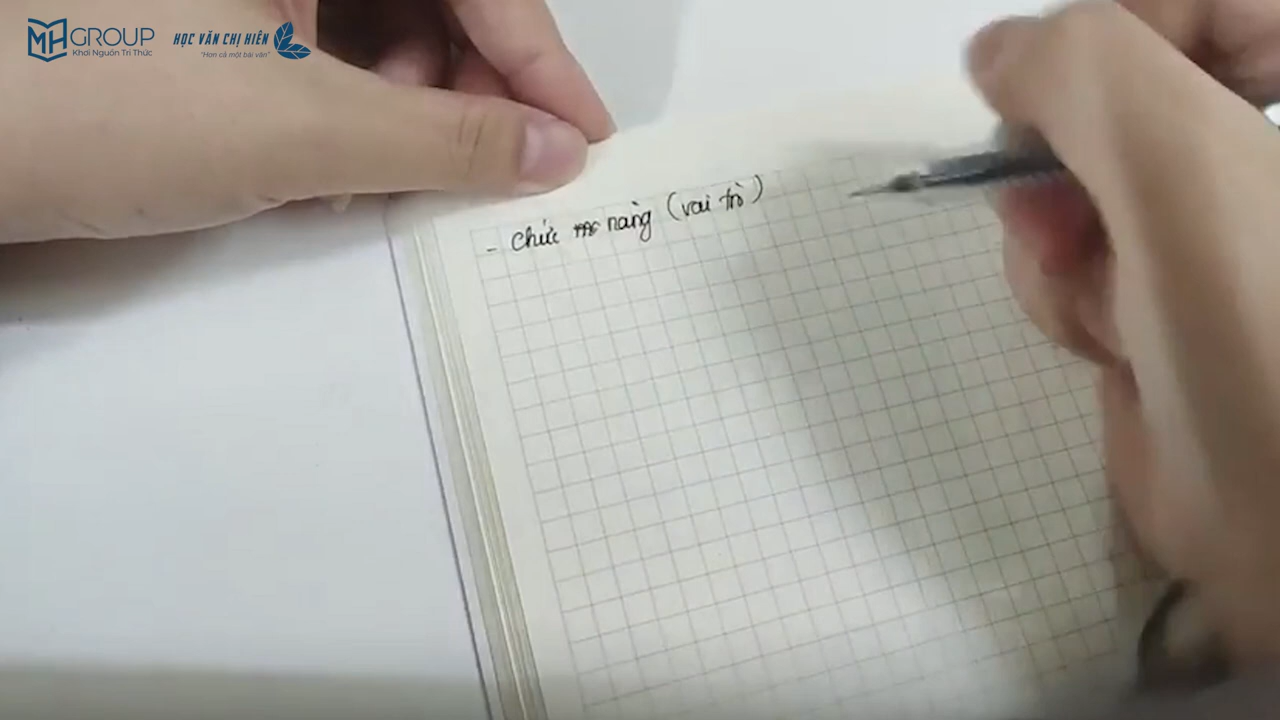 MH GROUP
Khơi Nguồn Tri Thức
HỌC VĂN CHỊ HIÊN
"Hơn cả một bài văn"
- chức năng (vai trò)